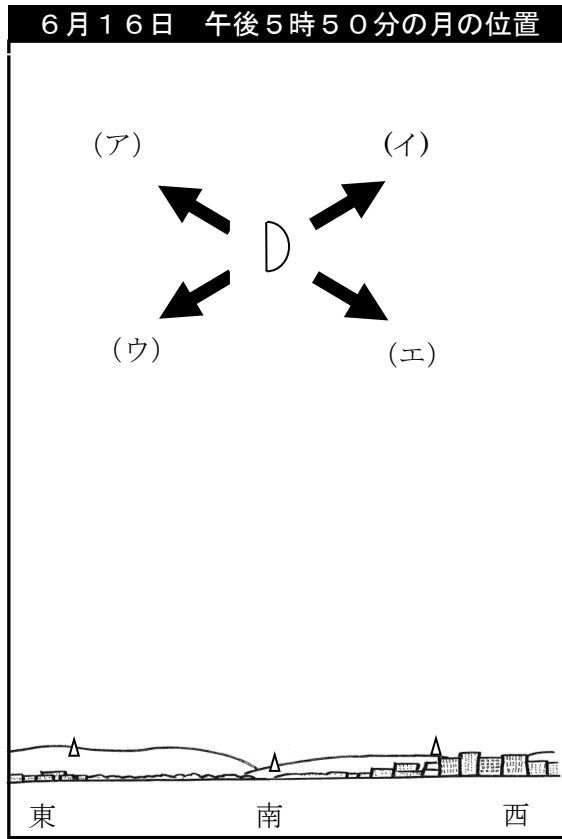 ６月１６日　午後５時５０分の月の位置
（ア）
（イ）
（ウ）
（エ）
東
南
西